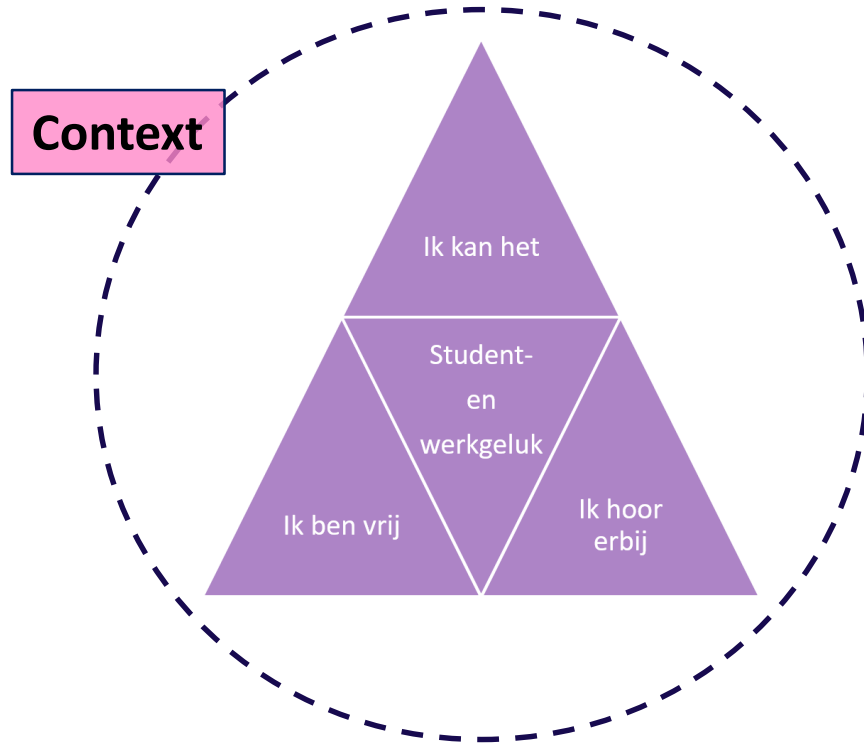 Context
Ik kan het
Student-
en
werkgeluk
Ik ben vrij
Ik hoor
erbij